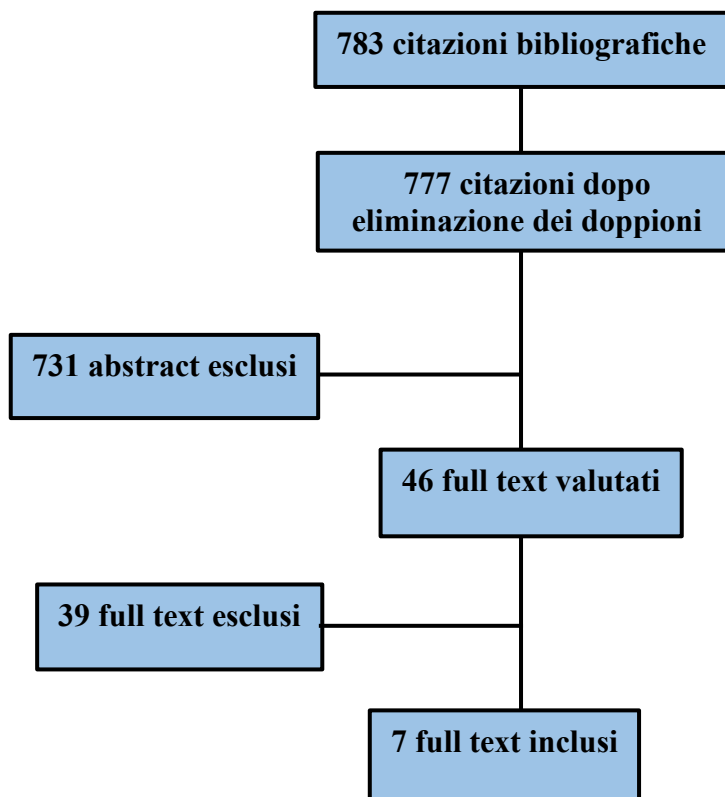 783 citazioni bibliografiche
777 citazioni dopo
eliminazione dei doppioni
731 abstract esclusi
46 full text valutati
39 full text esclusi
7 full text inclusi